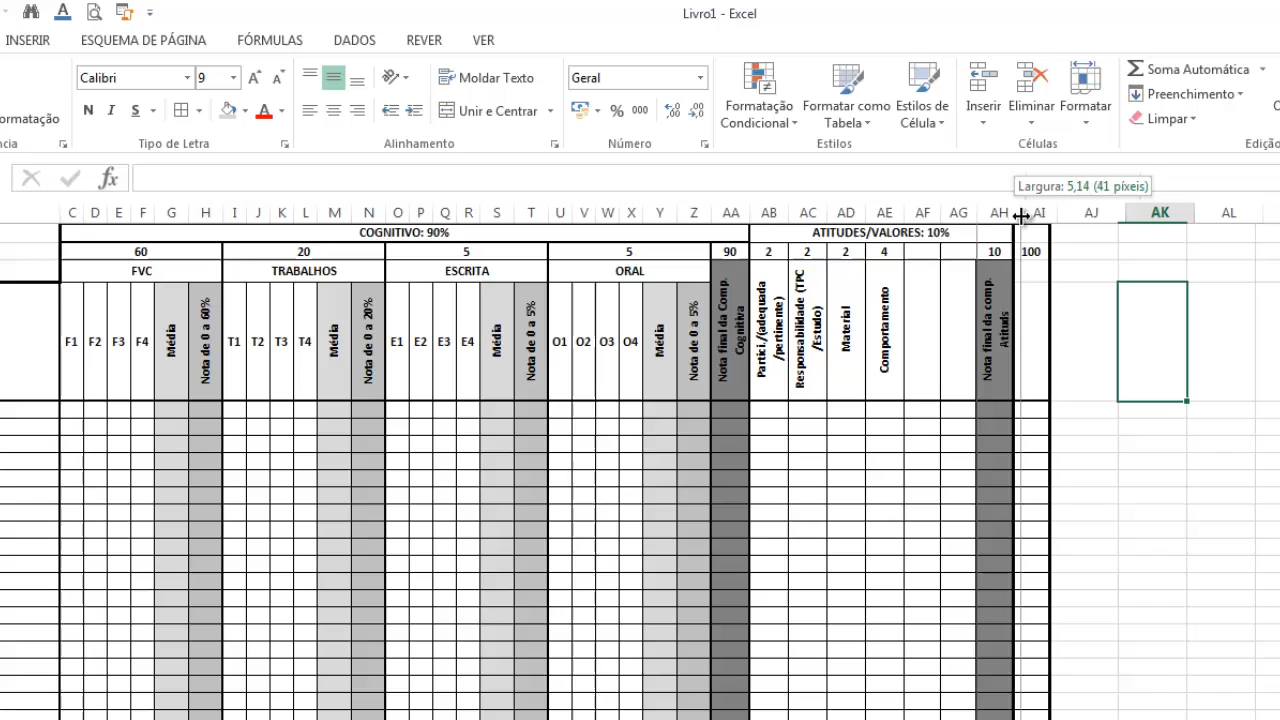 Livro1 - Excel
INSERIR ESQUEMA DE PÁGINA FÓRMULAS DADOS REVER VER
Calibri 9 Moldar Texto Geral Soma Automática
Formatação Condicional Formatar como Tabela Estilos de Célula Inserir Eliminar Formatar
Preenchimento
N I S A Unir e Centrar % 000
ormatação
Limpar
cia Tipo de Letra Alinhamento Número Estilos Células Edição
fx
Largura: 5,14 (41 píxeis)
C D E F G H I J K L M N O P Q R S T U V W X Y Z AA AB AC AD AE AF AG AH AI AJ AK AL
COGNITIVO: 90% ATITUDES/VALORES: 10%
60 20 5 5 90 2 2 2 4 10 100
FVC TRABALHOS ESCRITA ORAL
F1 F2 F3 F4 Média Nota de 0 a 60% T1 T2 T3 T4 Média Nota de 0 a 20% E1 E2 E3 E4 Média Nota de 0 a 5% O1 O2 O3 O4 Média Nota de 0 a 5%
Nota final da Comp.
Cognitiva
Partici./(adequada
/pertinente)
Responsabilidade (TPC
/Estudo)
Material
Comportamento
Nota final da comp.
Atituds